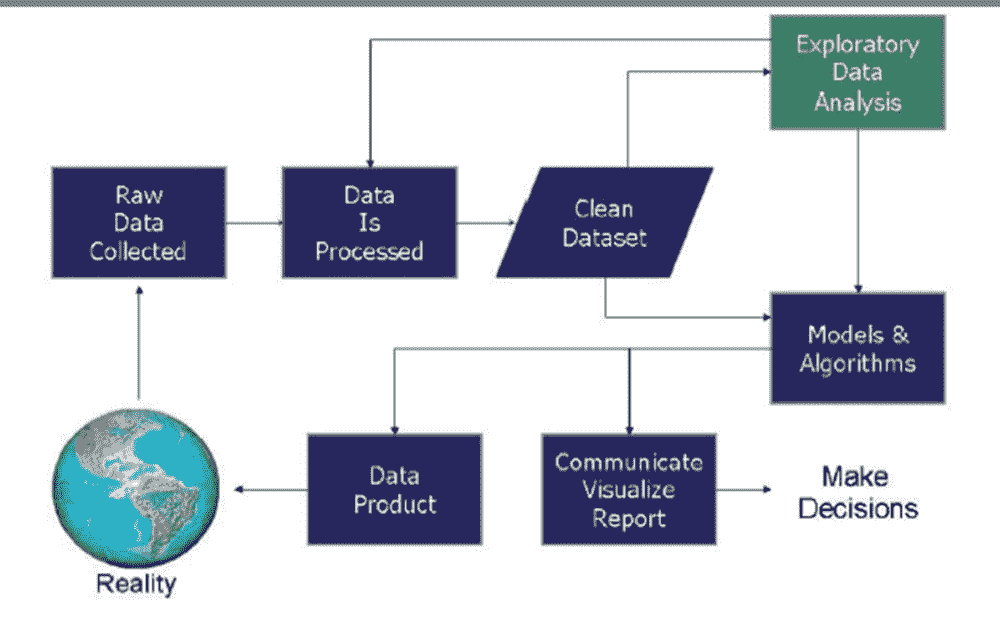 Exploratory
Data
Analysis
Raw
Data
Collected
Data
Is
Processed
Clean
Dataset
Models &
Algorithms
Data
Product
Communicate
Visualize
Report
Make
Decisions
Reality